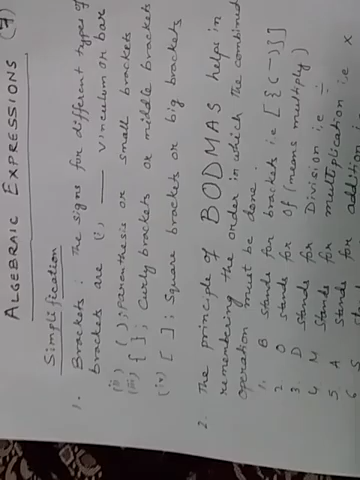 ALGEBRAIC EXPRESSIONS (7)
Simplification
1. Brackets: The signs for different types of
brackets are (i) — vinculum or bar
(ii) ( ); parenthesis or small brackets
(iii) { }; Curly brackets or middle brackets
(iv) [ ]; Square brackets or big brackets
2. The principle of BODMAS helps in
remembering the order in which the combined
operation must be done.
1. B stands for brackets i.e [{(—)}]
2 O stands for Of (means multiply)
3. D stands for Division i.e ÷
4 M stands for multiplication i.e ×
5. A stands for addition
6 S